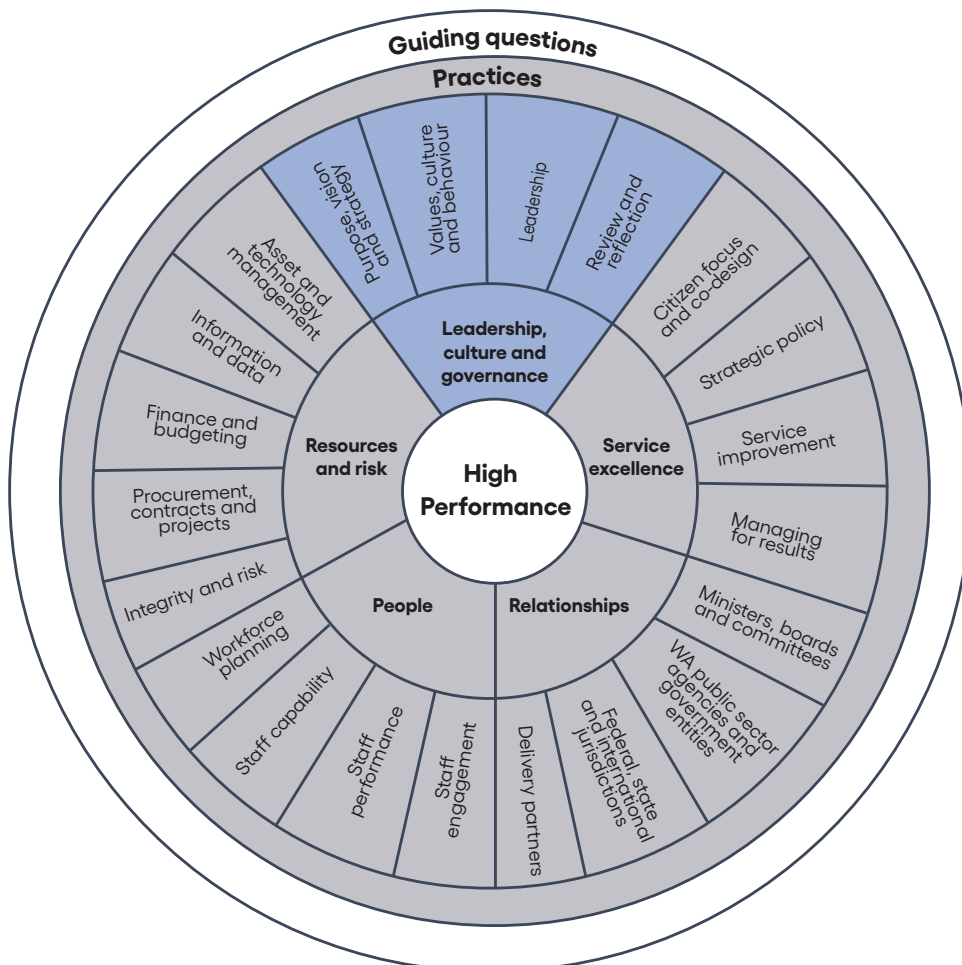 Guiding questions
Practices
Purpose, vision
and strategy
Values, culture
and behaviour
Leadership
Review and
reflection
Citizen focus
and co-design
Strategic policy
Service
improvement
Managing
for results
Ministers, boards
and committees
WA public sector
agencies and
government
entities
Federal, state
and international
jurisdictions
Delivery partners
Staff
engagement
Staff
performance
Staff capability
Workforce
planning
Integrity and risk
Procurement,
contracts and
projects
Finance and
budgeting
Information
and data
Asset and
technology
management
Leadership,
culture and
governance
Service
excellence
Relationships
People
Resources
and risk
High
Performance